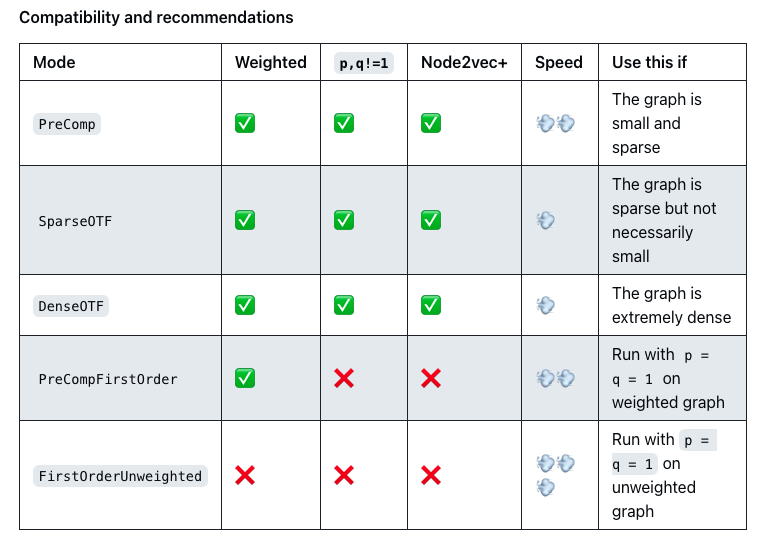 Compatibility and recommendations
Mode Weighted p,q!=1 Node2vec+ Speed Use this if
PreComp ✅ ✅ ✅ 💨💨 The graph is
small and
sparse
SparseOTF ✅ ✅ ✅ 💨 The graph is
sparse but not
necessarily
small
DenseOTF ✅ ✅ ✅ 💨 The graph is
extremely dense
PreCompFirstOrder ✅ ❌ ❌ 💨💨 Run with p =
q = 1 on
weighted graph
FirstOrderUnweighted ❌ ❌ ❌ 💨💨💨 Run with p =
q = 1 on
unweighted
graph